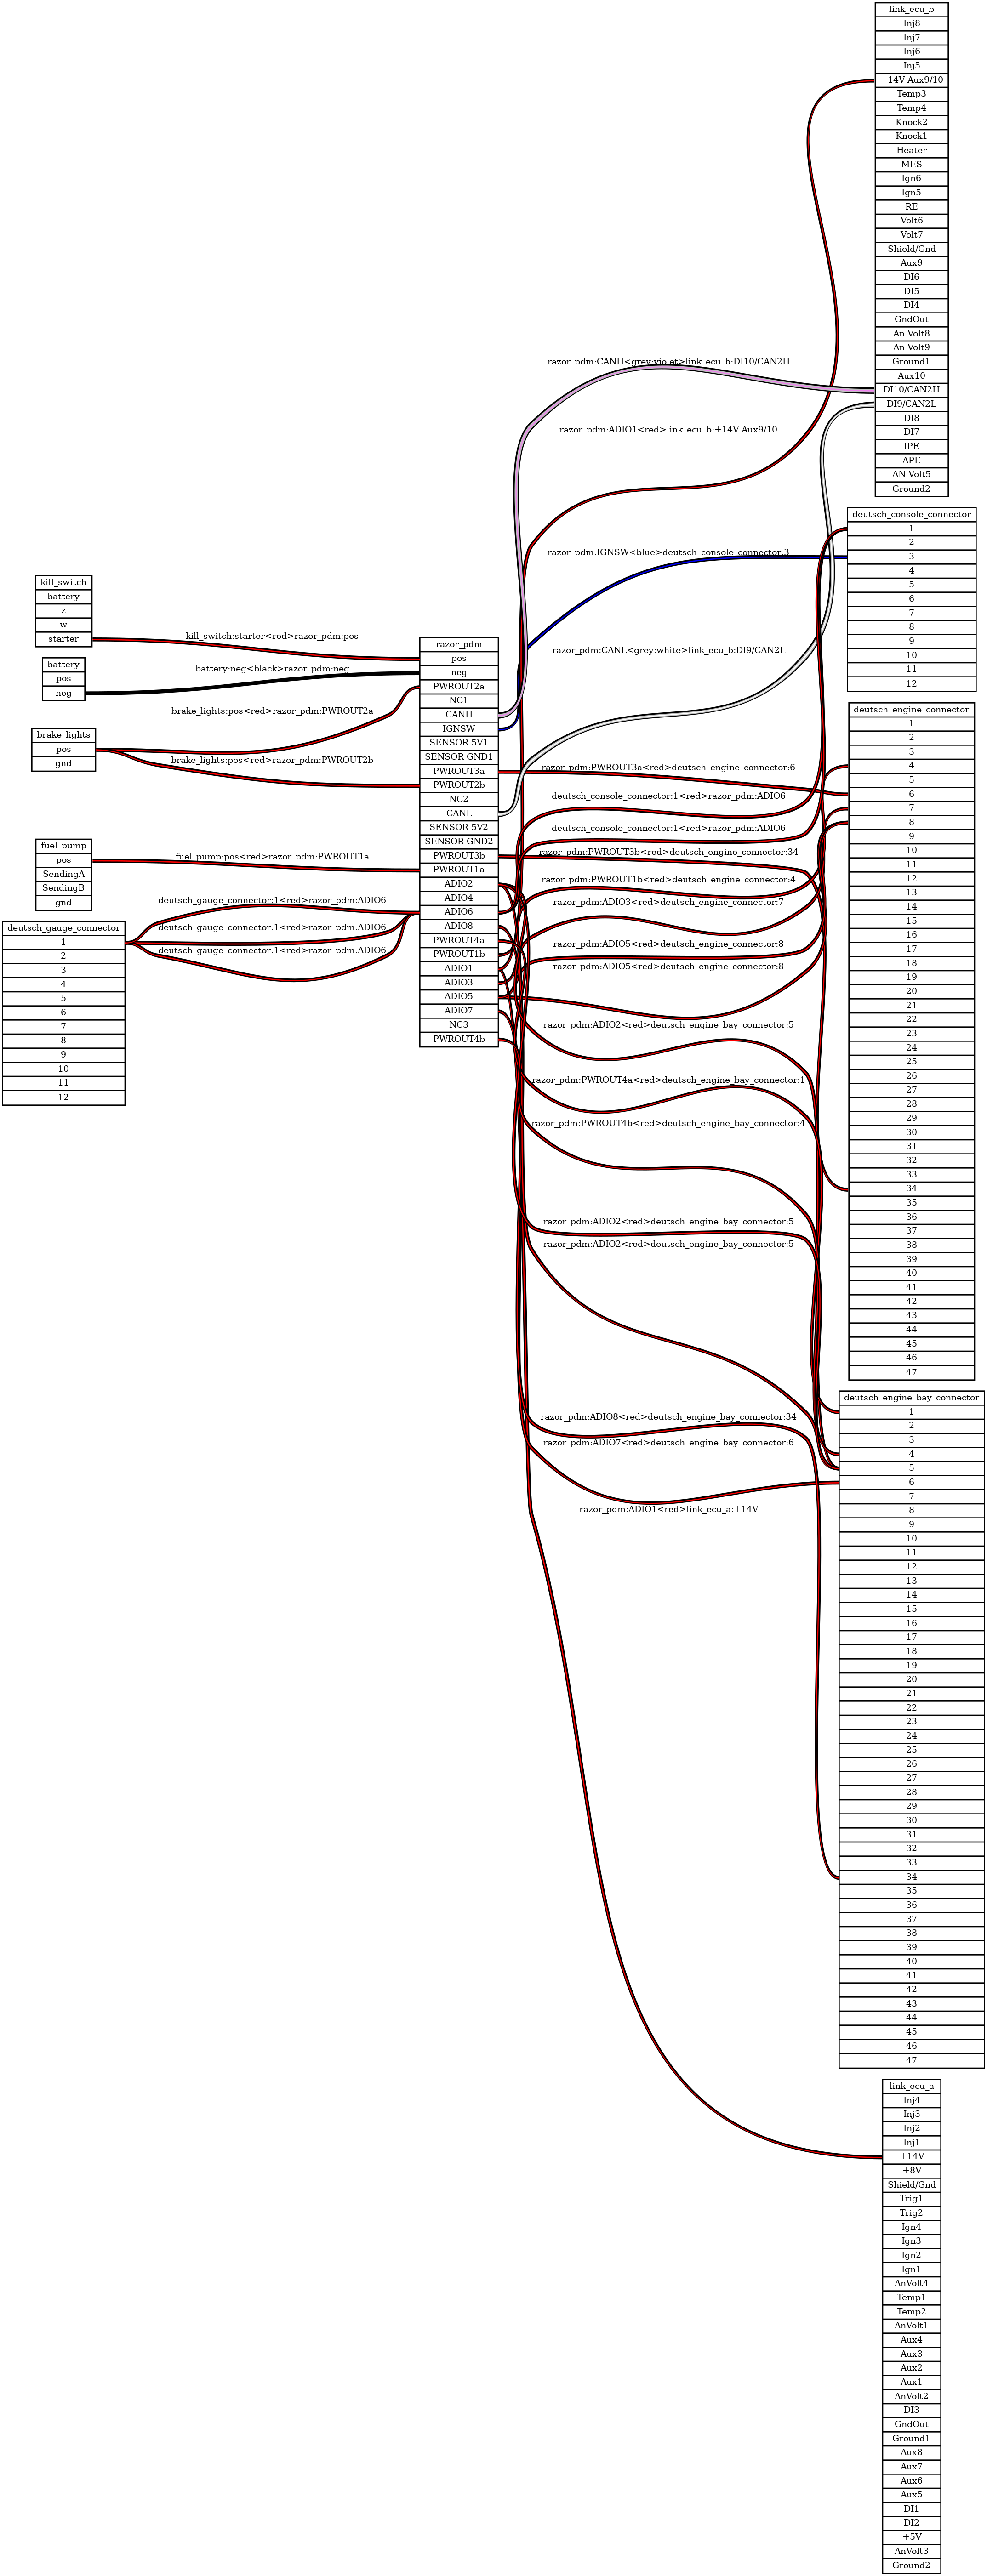 link_ecu_b
Inj8
Inj7
Inj6
Inj5
+14V Aux9/10
Temp3
Temp4
Knock2
Knock1
Heater
MES
Ign6
Ign5
RE
Volt6
Volt7
Shield/Gnd
Aux9
DI6
DI5
DI4
GndOut
An Volt8
An Volt9
Ground1
Aux10
DI10/CAN2H
DI9/CAN2L
DI8
DI7
IPE
APE
AN Volt5
Ground2
deutsch_console_connector
1
2
3
4
5
6
7
8
9
10
11
12
kill_switch
battery
z
w
starter
battery
pos
neg
brake_lights
pos
gnd
fuel_pump
pos
SendingA
SendingB
gnd
deutsch_gauge_connector
1
2
3
4
5
6
7
8
9
10
11
12
kill_switch:starter<red>razor_pdm:pos
battery:neg<black>razor_pdm:neg
brake_lights:pos<red>razor_pdm:PWROUT2a
brake_lights:pos<red>razor_pdm:PWROUT2b
fuel_pump:pos<red>razor_pdm:PWROUT1a
deutsch_gauge_connector:1<red>razor_pdm:ADIO6
deutsch_gauge_connector:1<red>razor_pdm:ADIO6
deutsch_gauge_connector:1<red>razor_pdm:ADIO6
razor_pdm
pos
neg
PWROUT2a
NC1
CANH
IGNSW
SENSOR 5V1
SENSOR GND1
PWROUT3a
PWROUT2b
NC2
CANL
SENSOR 5V2
SENSOR GND2
PWROUT3b
PWROUT1a
ADIO2
ADIO4
ADIO6
ADIO8
PWROUT4a
PWROUT1b
ADIO1
ADIO3
ADIO5
ADIO7
NC3
PWROUT4b
razor_pdm:CANH<grey:violet>link_ecu_b:DI10/CAN2H
razor_pdm:ADIO1<red>link_ecu_b:+14V Aux9/10
razor_pdm:IGNSW<blue>deutsch_console_connector:3
razor_pdm:CANL<grey:white>link_ecu_b:DI9/CAN2L
razor_pdm:PWROUT3a<red>deutsch_engine_connector:6
deutsch_console_connector:1<red>razor_pdm:ADIO6
deutsch_console_connector:1<red>razor_pdm:ADIO6
razor_pdm:PWROUT3b<red>deutsch_engine_connector:34
razor_pdm:PWROUT1b<red>deutsch_engine_connector:4
razor_pdm:ADIO3<red>deutsch_engine_connector:7
razor_pdm:ADIO5<red>deutsch_engine_connector:8
razor_pdm:ADIO5<red>deutsch_engine_connector:8
razor_pdm:ADIO2<red>deutsch_engine_bay_connector:5
razor_pdm:PWROUT4a<red>deutsch_engine_bay_connector:1
razor_pdm:PWROUT4b<red>deutsch_engine_bay_connector:4
razor_pdm:ADIO2<red>deutsch_engine_bay_connector:5
razor_pdm:ADIO2<red>deutsch_engine_bay_connector:5
razor_pdm:ADIO8<red>deutsch_engine_bay_connector:34
razor_pdm:ADIO7<red>deutsch_engine_bay_connector:6
razor_pdm:ADIO1<red>link_ecu_a:+14V
deutsch_engine_connector
1
2
3
4
5
6
7
8
9
10
11
12
13
14
15
16
17
18
19
20
21
22
23
24
25
26
27
28
29
30
31
32
33
34
35
36
37
38
39
40
41
42
43
44
45
46
47
deutsch_engine_bay_connector
1
2
3
4
5
6
7
8
9
10
11
12
13
14
15
16
17
18
19
20
21
22
23
24
25
26
27
28
29
30
31
32
33
34
35
36
37
38
39
40
41
42
43
44
45
46
47
link_ecu_a
Inj4
Inj3
Inj2
Inj1
+14V
+8V
Shield/Gnd
Trig1
Trig2
Ign4
Ign3
Ign2
Ign1
AnVolt4
Temp1
Temp2
AnVolt1
Aux4
Aux3
Aux2
Aux1
AnVolt2
DI3
GndOut
Ground1
Aux8
Aux7
Aux6
Aux5
DI1
DI2
+5V
AnVolt3
Ground2